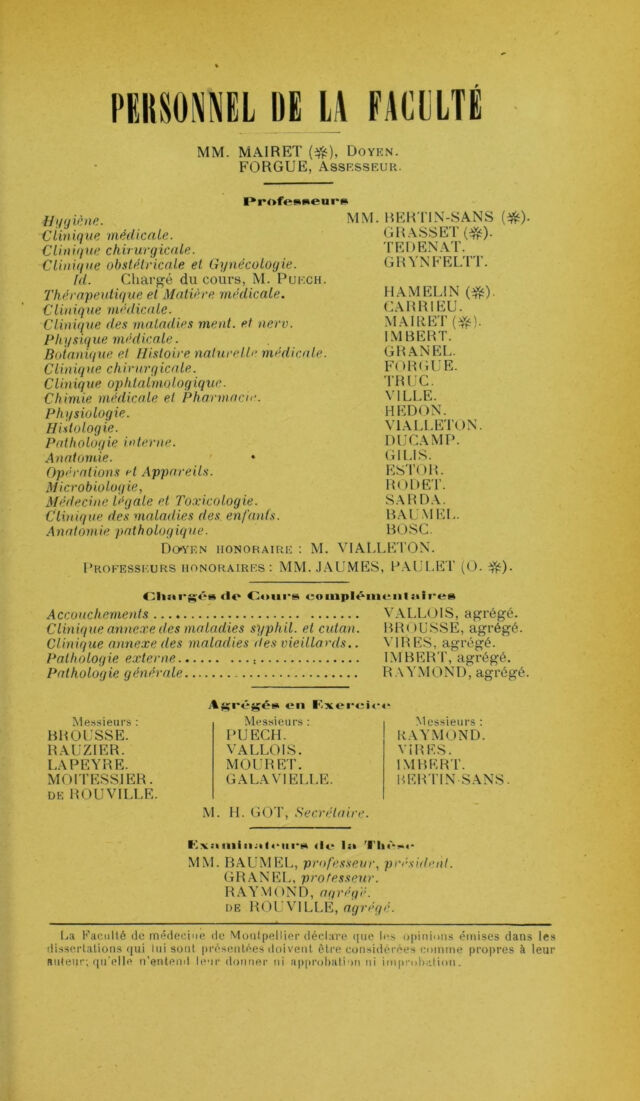 PERSONNEL DE LA FACULTÉ
MM. MAIRET (✻), DOYEN.
FORGUE, ASSESSEUR.
Professeurs
Hygiène. MM. BERTIN-SANS (✻).
Clinique médicale. GRASSET (✻).
Clinique chirurgicale. TEDENAT.
Clinique obstétricale et Gynécologie. GRYNFELTT.
Id. Chargé du cours, M. PUECH.
Thérapeutique et Matière médicale. HAMELIN (✻).
Clinique médicale. CARRIEU.
Clinique des maladies ment. et nerv. MAIRET (✻).
Physique médicale. IMBERT.
Botanique et Histoire naturelle médicale. GRANEL.
Clinique chirurgicale. FORGUE.
Clinique ophtalmologique. TRUC.
Chimie médicale et Pharmacie. VILLE.
Physiologie. HEDON.
Histologie. VIALLETON.
Pathologie interne. DUCAMP.
Anatomie. GILIS.
Opérations et Appareils. ESTOR.
Microbiologie, RODET.
Médecine légale et Toxicologie. SARDA.
Clinique des maladies des enfants. BAUMEL.
Anatomie pathologique. BOSC.
DOYEN HONORAIRE : M. VIALLETON.
PROFESSEURS HONORAIRES : MM. JAUMES, PAULET (O. ✻).
Chargés de Cours complémentaires
Accouchements .... VALLOIS, agrégé.
Clinique annexe des maladies syphil. et cutan. BROUSSE, agrégé.
Clinique annexe des maladies des vieillards.. VIRES, agrégé.
Pathologie externe.... IMBERT, agrégé.
Pathologie générale.... RAYMOND, agrégé.
Agrégés en Exercice
Messieurs : Messieurs : Messieurs :
BROUSSE. PUECH. RAYMOND.
RAUZIER. VALLOIS. VIRES.
LAPEYRE. MOURET. IMBERT.
MOITESSIER. GALAVIELLE. BERTIN-SANS.
DE ROUVILLE.
M. H. GOT, Secrétaire.
Examinateurs de la Thèse
MM. BAUMEL, professeur, président.
GRANEL, professeur.
RAYMOND, agrégé.
DE ROUVILLE, agrégé.
La Faculté de médecine de Montpellier déclare que les opinions émises dans les
dissertations qui lui sont présentées doivent être considérées comme propres à leur
auteur; qu'elle n'entend leur donner ni approbation ni improbation.